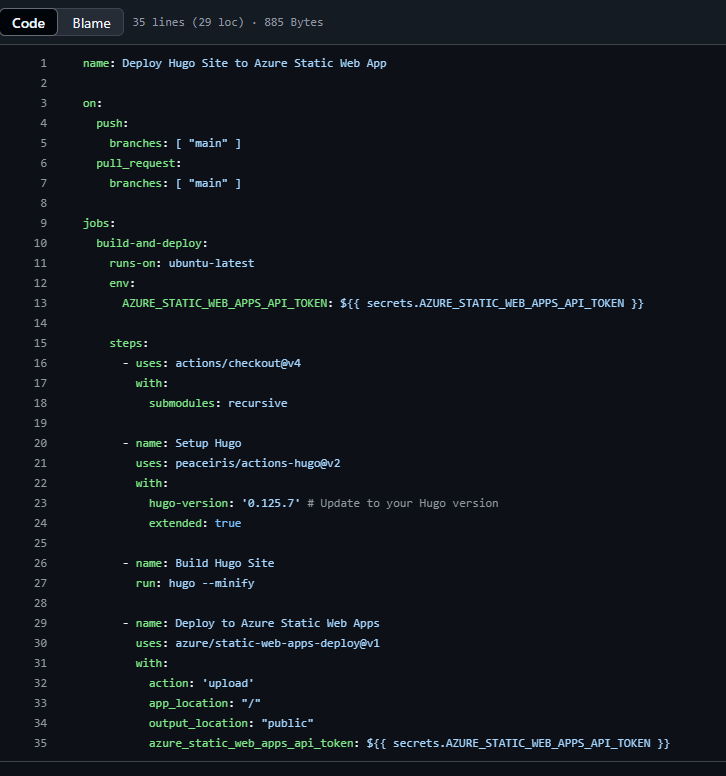 Code Blame 35 lines (29 loc) · 885 Bytes
1 name: Deploy Hugo Site to Azure Static Web App
2
3 on:
4   push:
5     branches: [ "main" ]
6   pull_request:
7     branches: [ "main" ]
8
9 jobs:
10   build-and-deploy:
11     runs-on: ubuntu-latest
12     env:
13       AZURE_STATIC_WEB_APPS_API_TOKEN: ${{ secrets.AZURE_STATIC_WEB_APPS_API_TOKEN }}
14
15     steps:
16       - uses: actions/checkout@v4
17         with:
18           submodules: recursive
19
20       - name: Setup Hugo
21         uses: peaceiris/actions-hugo@v2
22         with:
23           hugo-version: '0.125.7' # Update to your Hugo version
24           extended: true
25
26       - name: Build Hugo Site
27         run: hugo --minify
28
29       - name: Deploy to Azure Static Web Apps
30         uses: azure/static-web-apps-deploy@v1
31         with:
32           action: 'upload'
33           app_location: "/"
34           output_location: "public"
35           azure_static_web_apps_api_token: ${{ secrets.AZURE_STATIC_WEB_APPS_API_TOKEN }}